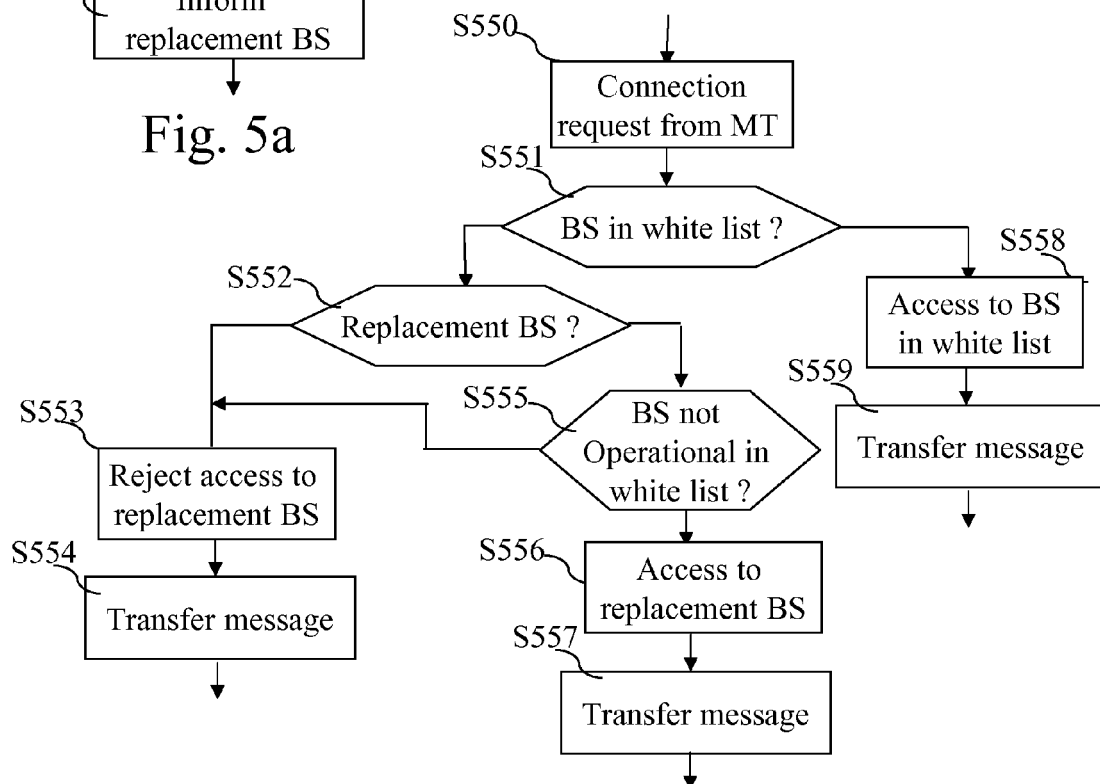 Inform
replacement BS
Fig. 5a
S550
Connection
request from MT
S551
BS in white list ?
S558
Access to BS
in white list
S559
Transfer message
S552
Replacement BS ?
S555
BS not
Operational in
white list ?
S553
Reject access to
replacement BS
S554
Transfer message
S556
Access to
replacement BS
S557
Transfer message